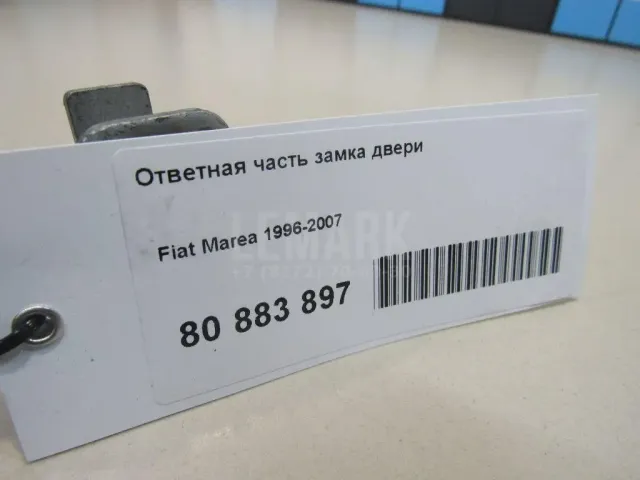 Ответная часть замка двери
Fiat Marea 1996-2007
LEMARK
80 883 897